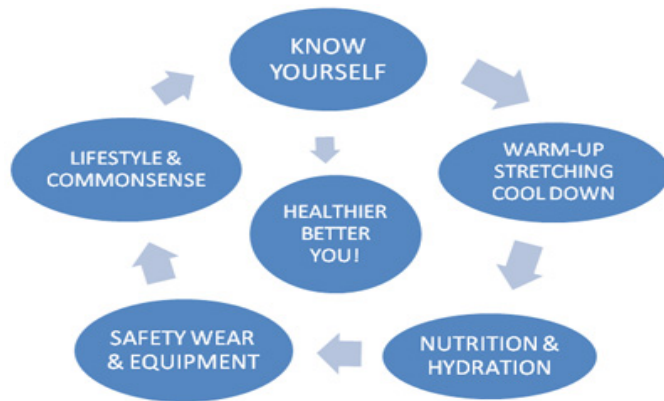 KNOW
YOURSELF
WARM-UP
STRETCHING
COOL DOWN
NUTRITION &
HYDRATION
SAFETY WEAR
& EQUIPMENT
LIFESTYLE &
COMMONSENSE
HEALTHIER
BETTER
YOU!